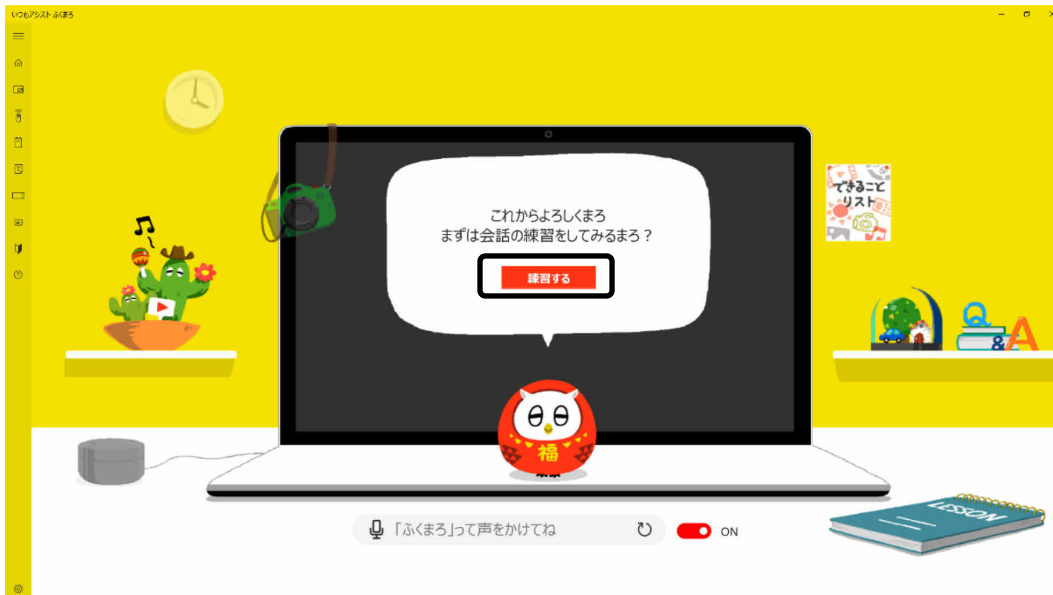 いつもアシスト ふくまろ
これからよろしくまろ
まずは会話の練習をしてみるまろ？
練習する
できること
リスト
Q
&A
福
LESSON
「ふくまろ」って声をかけてね
ON